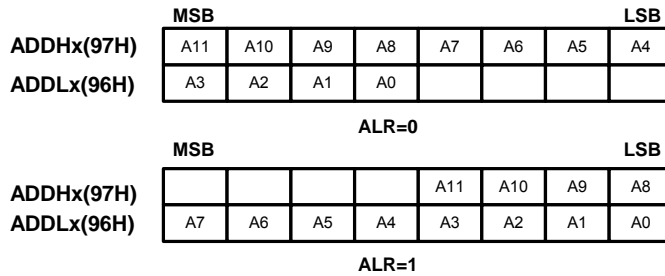 MSB LSB
ADDHx(97H) A11 A10 A9 A8 A7 A6 A5 A4
ADDLx(96H) A3 A2 A1 A0
ALR=0
MSB LSB
ADDHx(97H) A11 A10 A9 A8
ADDLx(96H) A7 A6 A5 A4 A3 A2 A1 A0
ALR=1